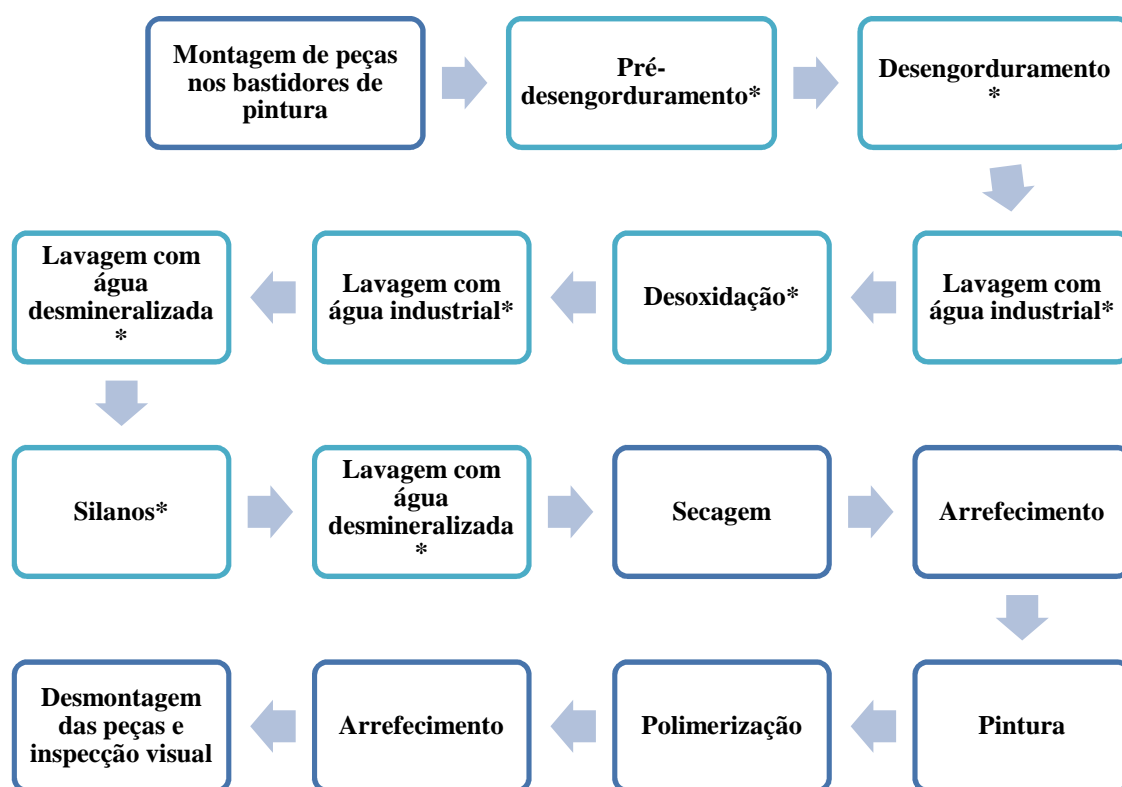 Montagem de peças
nos bastidores de
pintura
Pré-
desengorduramento*
Desengorduramento
*
Lavagem com
água industrial*
Desoxidação*
Lavagem com
água industrial*
Lavagem com
água
desmineralizada
*
Silanos*
Lavagem com
água
desmineralizada
*
Secagem
Arrefecimento
Pintura
Polimerização
Arrefecimento
Desmontagem
das peças e
inspecção visual